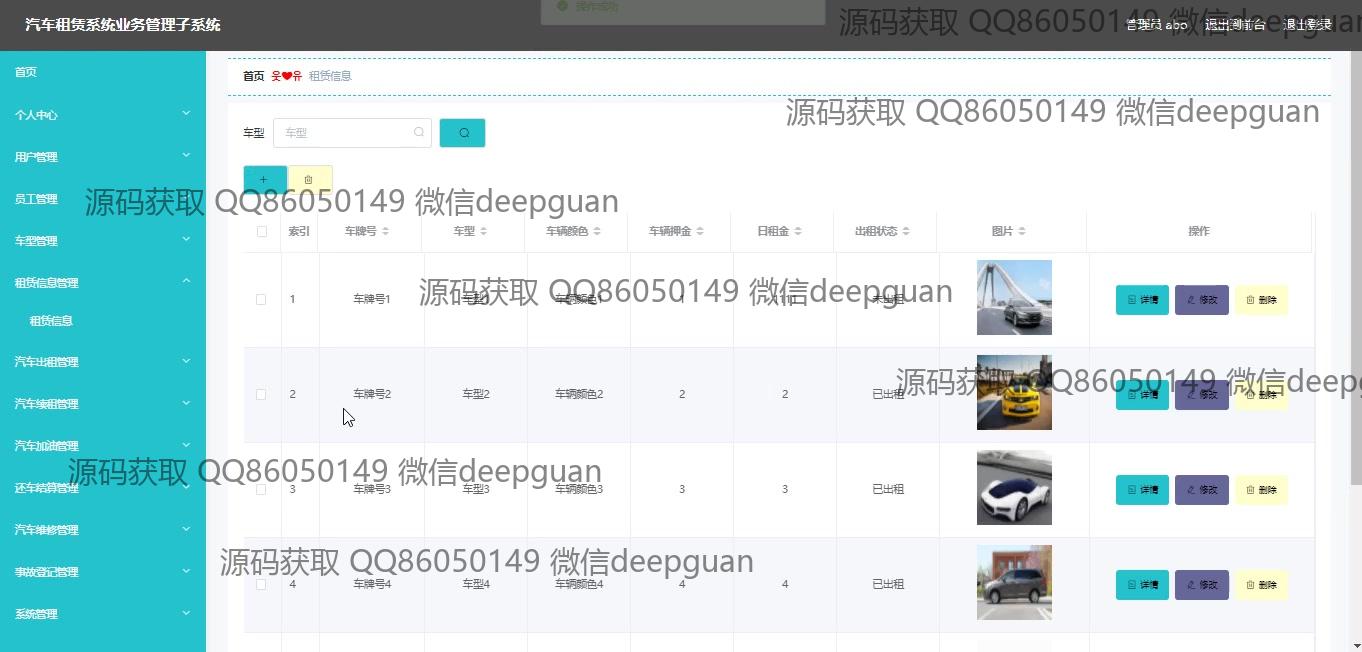 汽车租赁系统业务管理子系统
操作成功
管理员 abo 退出到前台 退出登录
源码获取 QQ86050149 微信deepguan
首页
个人中心
用户管理
员工管理
车型管理
租赁信息管理
租赁信息
汽车出租管理
汽车续租管理
汽车加油管理
还车结算管理
汽车维修管理
事故登记管理
系统管理
首页 웃❤유 租赁信息
源码获取 QQ86050149 微信deepguan
车型 车型
源码获取 QQ86050149 微信deepguan
索引 车牌号 车型 车辆颜色 车辆押金 日租金 出租状态 图片 操作
1 车牌号1 车型1 车辆颜色1 1 未出租 详情 修改 删除
源码获取 QQ86050149 微信deepguan
2 车牌号2 车型2 车辆颜色2 2 2 已出租 详情 修改 删除
源码获取 QQ86050149 微信deep
3 车牌号3 车型3 车辆颜色3 3 3 已出租 详情 修改 删除
源码获取 QQ86050149 微信deepguan
4 车牌号4 车型4 车辆颜色4 4 4 已出租 详情 修改 删除
源码获取 QQ86050149 微信deepguan